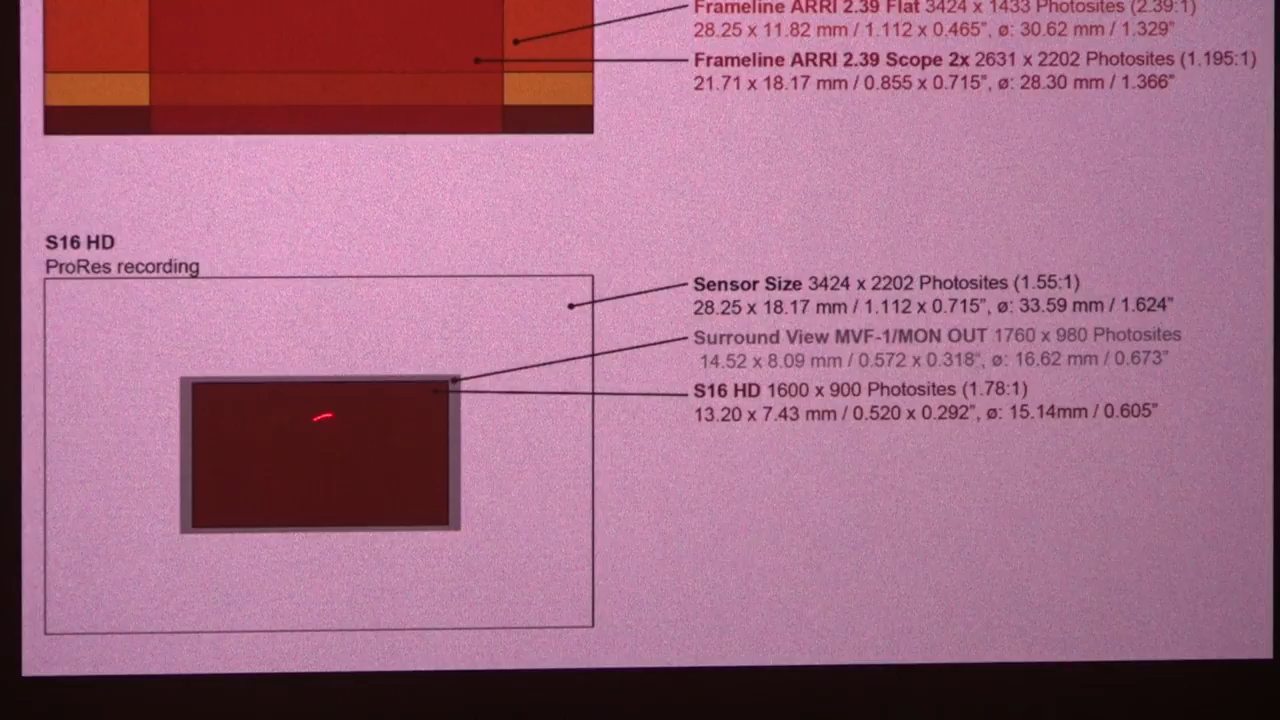 Frameline ARRI 2.39 Flat 3424 x 1433 Photosites (2.39:1)
28.25 x 11.82 mm / 1.112 x 0.465", ø: 30.62 mm / 1.329"
Frameline ARRI 2.39 Scope 2x 2631 x 2202 Photosites (1.195:1)
21.71 x 18.17 mm / 0.855 x 0.715", ø: 28.30 mm / 1.366"
S16 HD
ProRes recording
Sensor Size 3424 x 2202 Photosites (1.55:1)
28.25 x 18.17 mm / 1.112 x 0.715", ø: 33.59 mm / 1.624"
Surround View MVF-1/MON OUT 1760 x 980 Photosites
14.52 x 8.09 mm / 0.572 x 0.318", ø: 16.62 mm / 0.673"
S16 HD 1600 x 900 Photosites (1.78:1)
13.20 x 7.43 mm / 0.520 x 0.292", ø: 15.14mm / 0.605"